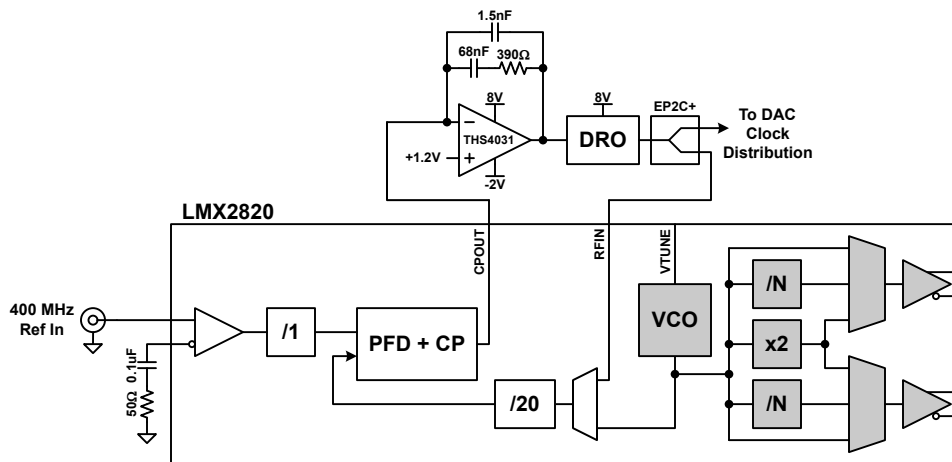 1.5nF
68nF
390Ω
8V
THS4031
+1.2V
-2V
8V
DRO
EP2C+
To DAC
Clock
Distribution
LMX2820
CPOUT
RFIN
VTUNE
400 MHz
Ref In
/1
PFD + CP
/20
VCO
/N
x2
/N
50Ω 0.1uF
−
+